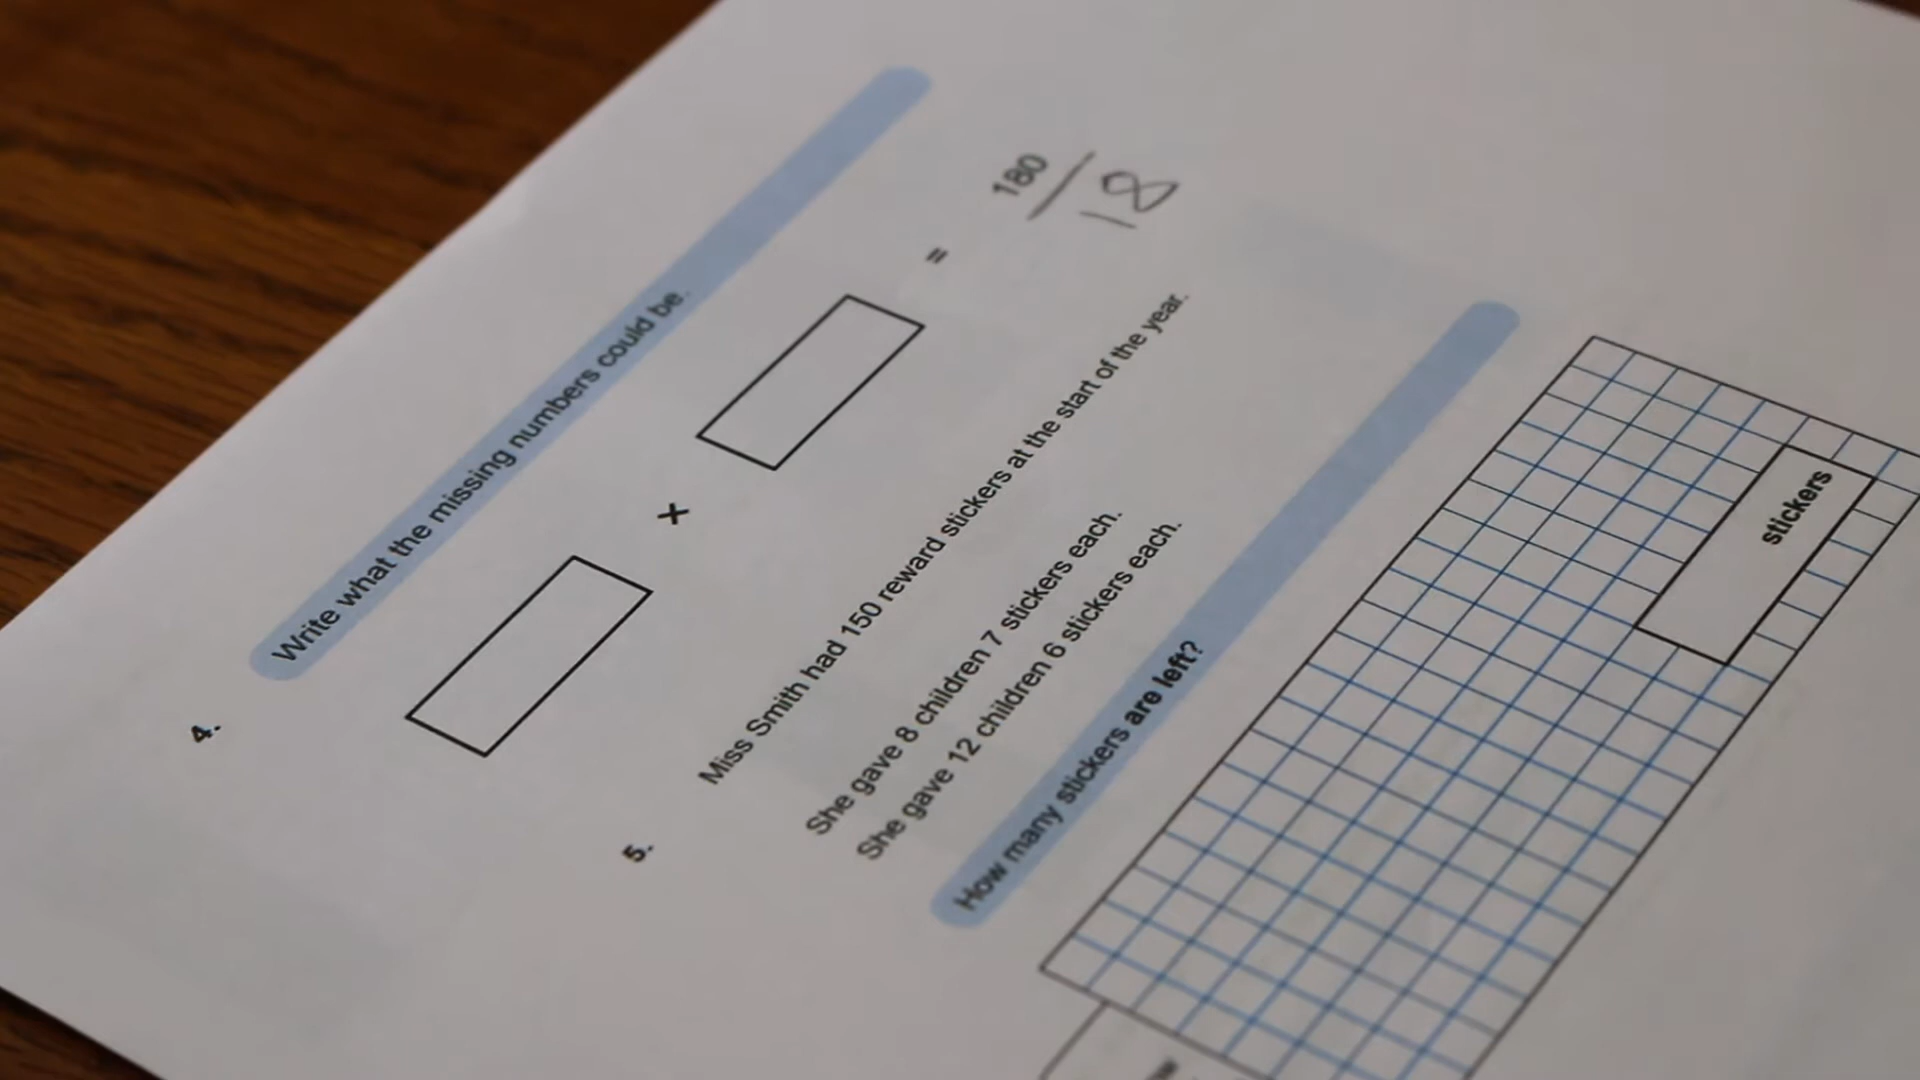 4. Write what the missing numbers could be.
× = 180
18
5. Miss Smith had 150 reward stickers at the start of the year.
She gave 8 children 7 stickers each.
She gave 12 children 6 stickers each.
How many stickers are left?
stickers